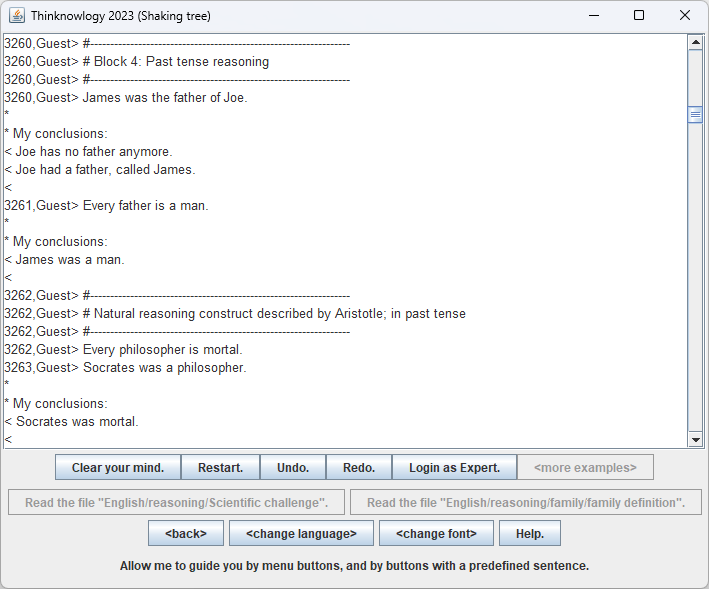 Thinknowlogy 2023 (Shaking tree)
3260,Guest> #----------------------------------------------------------------
3260,Guest> # Block 4: Past tense reasoning
3260,Guest> #----------------------------------------------------------------
3260,Guest> James was the father of Joe.
*
* My conclusions:
< Joe has no father anymore.
< Joe had a father, called James.
<
3261,Guest> Every father is a man.
*
* My conclusions:
< James was a man.
<
3262,Guest> #----------------------------------------------------------------
3262,Guest> # Natural reasoning construct described by Aristotle; in past tense
3262,Guest> #----------------------------------------------------------------
3262,Guest> Every philosopher is mortal.
3263,Guest> Socrates was a philosopher.
*
* My conclusions:
< Socrates was mortal.
<
Clear your mind. Restart. Undo. Redo. Login as Expert. <more examples>
Read the file "English/reasoning/Scientific challenge". Read the file "English/reasoning/family/family definition".
<back> <change language> <change font> Help.
Allow me to guide you by menu buttons, and by buttons with a predefined sentence.